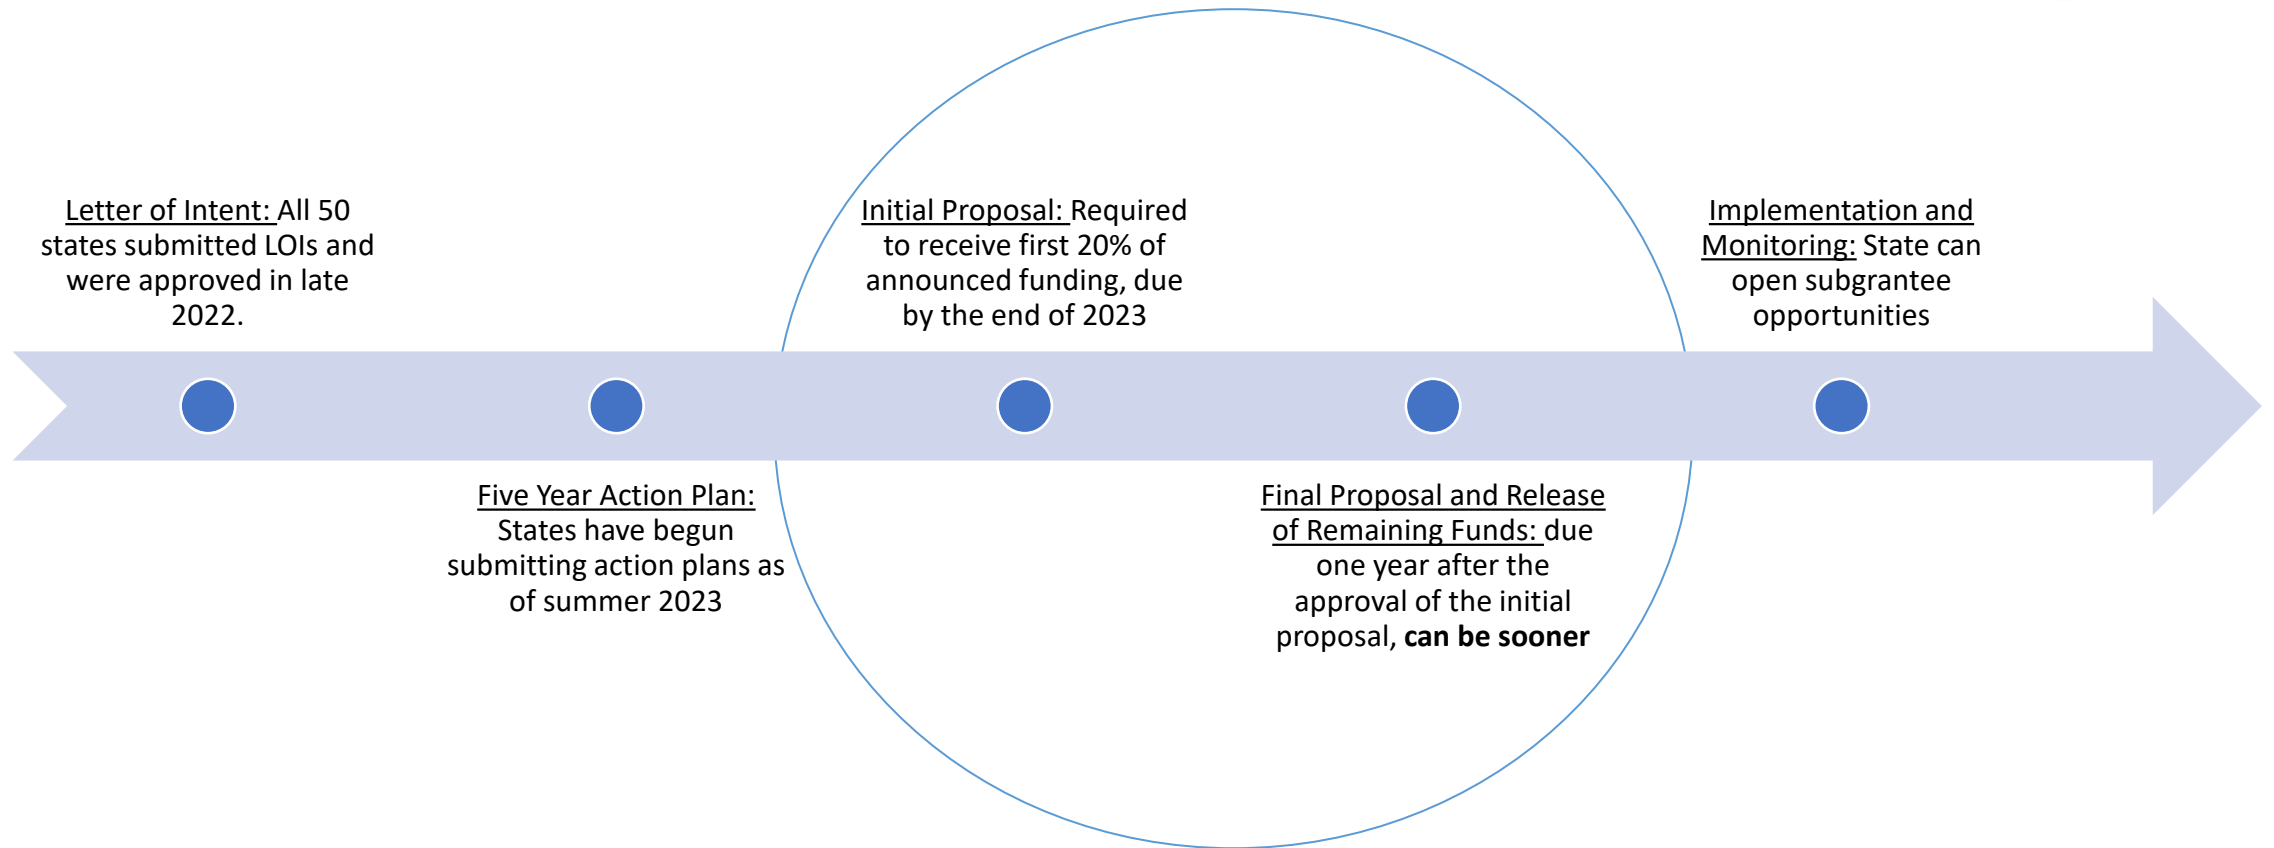 Letter of Intent: All 50
states submitted LOIs and
were approved in late
2022.
Five Year Action Plan:
States have begun
submitting action plans as
of summer 2023
Initial Proposal: Required
to receive first 20% of
announced funding, due
by the end of 2023
Final Proposal and Release
of Remaining Funds: due
one year after the
approval of the initial
proposal, can be sooner
Implementation and
Monitoring: State can
open subgrantee
opportunities